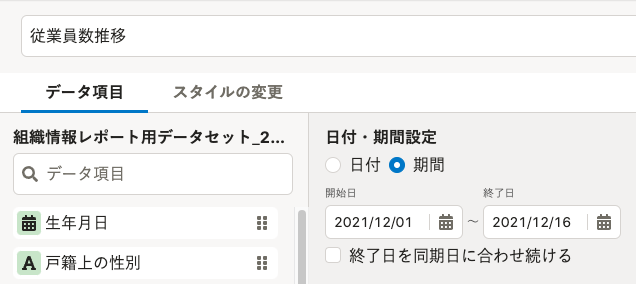 従業員数推移
データ項目
スタイルの変更
組織情報レポート用データセット_2...
データ項目
生年月日
A 戸籍上の性別
日付・期間設定
日付 期間
開始日 終了日
2021/12/01 ～ 2021/12/16
終了日を同期日に合わせ続ける